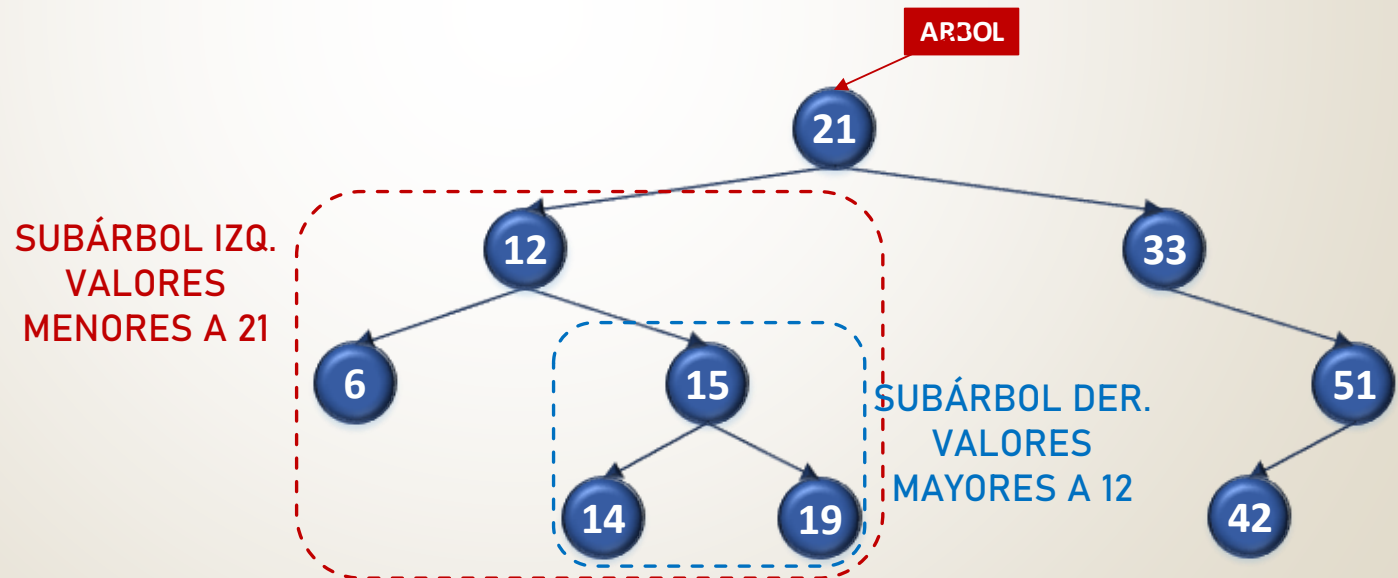 ARBOL
21
12
33
SUBÁRBOL IZQ.
VALORES
MENORES A 21
6
15
51
SUBÁRBOL DER.
VALORES
MAYORES A 12
14
19
42